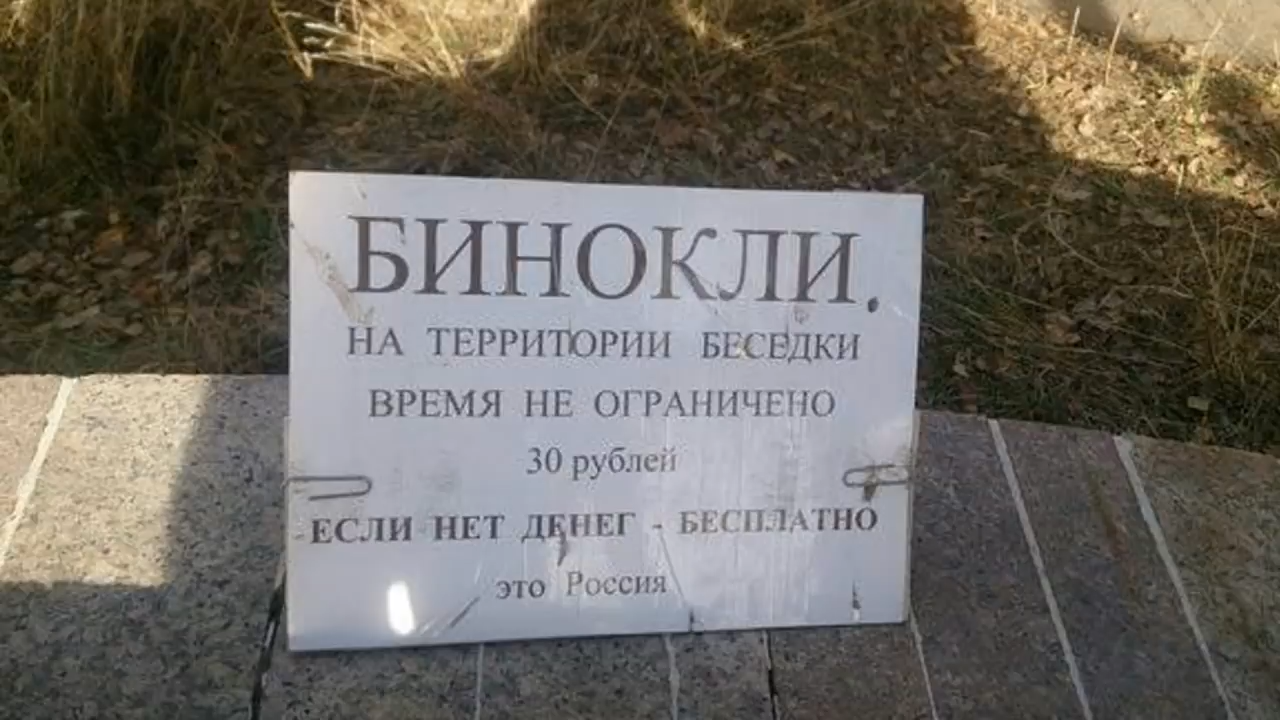 БИНОКЛИ.
НА ТЕРРИТОРИИ БЕСЕДКИ
ВРЕМЯ НЕ ОГРАНИЧЕНО
30 рублей
ЕСЛИ НЕТ ДЕНЕГ - БЕСПЛАТНО
это Россия